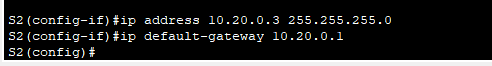 S2(config-if)#ip address 10.20.0.3 255.255.255.0
S2(config-if)#ip default-gateway 10.20.0.1
S2(config)#